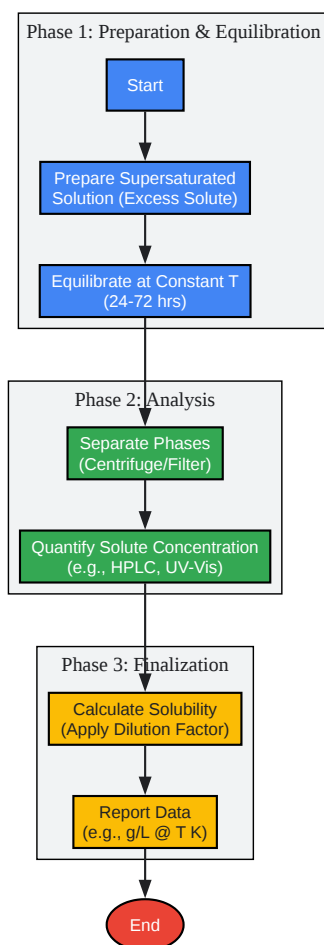 Phase 1: Preparation & Equilibration
Start
Prepare Supersaturated
Solution (Excess Solute)
Equilibrate at Constant T
(24-72 hrs)
Phase 2: Analysis
Separate Phases
(Centrifuge/Filter)
Quantify Solute Concentration
(e.g., HPLC, UV-Vis)
Phase 3: Finalization
Calculate Solubility
(Apply Dilution Factor)
Report Data
(e.g., g/L @ T K)
End